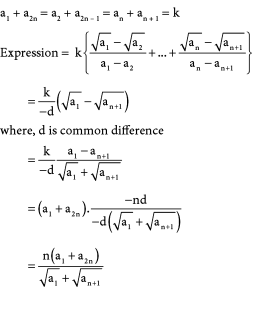 a₁ + a₂ₙ = a₂ + a₂ₙ₋₁ = aₙ + aₙ₊₁ = k
Expression = k{(√a₁ − √a₂)/(a₁ − a₂) + ... + (√aₙ − √aₙ₊₁)/(aₙ − aₙ₊₁)}
= k/−d (√a₁ − √aₙ₊₁)
where, d is common difference
= k/−d (a₁ − aₙ₊₁)/(√a₁ + √aₙ₊₁)
= (a₁ + a₂ₙ). −nd/(−d(√a₁ + √aₙ₊₁))
= n(a₁ + a₂ₙ)/(√a₁ + √aₙ₊₁)